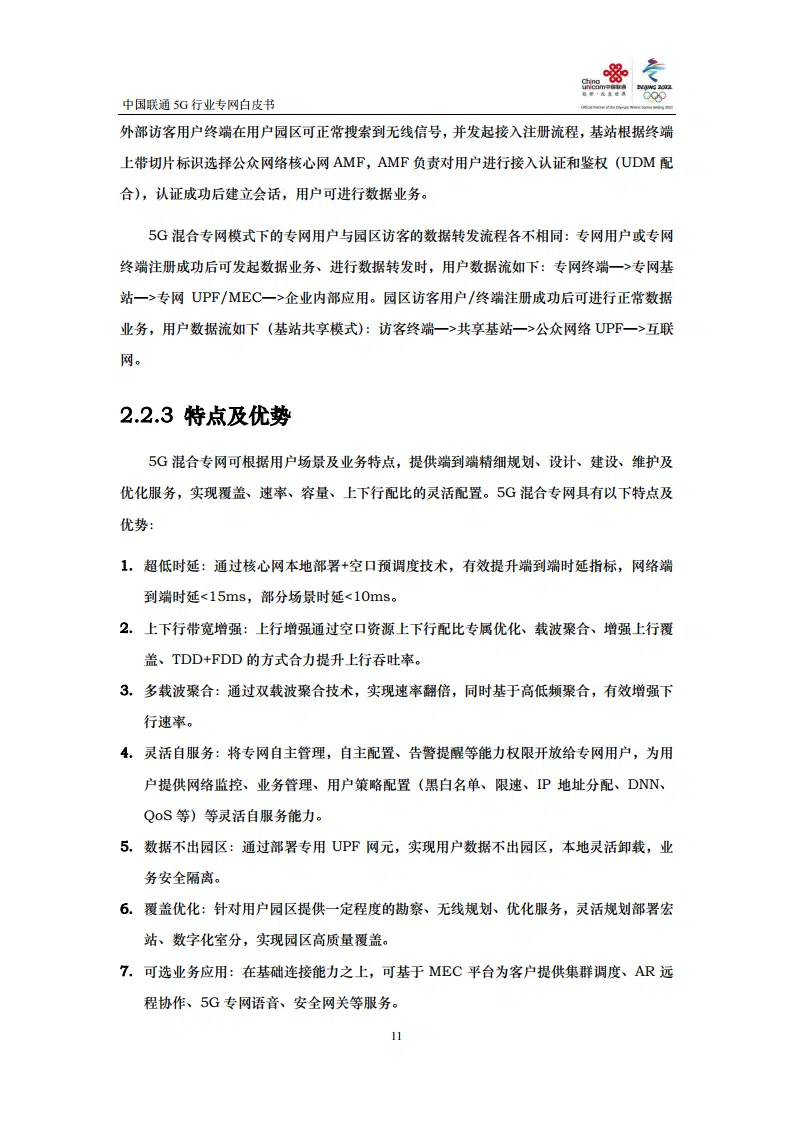 China
unicom中国联通
创新·改变世界
BEIJING 2022
Official Partner of the Olympic Winter Games Beijing 2022
中国联通 5G 行业专网白皮书
外部访客用户终端在用户园区可正常搜索到无线信号，并发起接入注册流程，基站根据终端
上带切片标识选择公众网络核心网 AMF，AMF 负责对用户进行接入认证和鉴权（UDM 配
合），认证成功后建立会话，用户可进行数据业务。
5G 混合专网模式下的专网用户与园区访客的数据转发流程各不相同：专网用户或专网
终端注册成功后可发起数据业务、进行数据转发时，用户数据流如下：专网终端—>专网基
站—>专网 UPF/MEC—>企业内部应用。园区访客用户/终端注册成功后可进行正常数据
业务，用户数据流如下（基站共享模式）：访客终端—>共享基站—>公众网络 UPF—>互联
网。
2.2.3 特点及优势
5G 混合专网可根据用户场景及业务特点，提供端到端精细规划、设计、建设、维护及
优化服务，实现覆盖、速率、容量、上下行配比的灵活配置。5G 混合专网具有以下特点及
优势：
1. 超低时延：通过核心网本地部署+空口预调度技术，有效提升端到端时延指标，网络端
到端时延<15ms，部分场景时延<10ms。
2. 上下行带宽增强：上行增强通过空口资源上下行配比专属优化、载波聚合、增强上行覆
盖、TDD+FDD 的方式合力提升上行吞吐率。
3. 多载波聚合：通过双载波聚合技术，实现速率翻倍，同时基于高低频聚合，有效增强下
行速率。
4. 灵活自服务：将专网自主管理，自主配置、告警提醒等能力权限开放给专网用户，为用
户提供网络监控、业务管理、用户策略配置（黑白名单、限速、IP 地址分配、DNN、
QoS 等）等灵活自服务能力。
5. 数据不出园区：通过部署专用 UPF 网元，实现用户数据不出园区，本地灵活卸载，业
务安全隔离。
6. 覆盖优化：针对用户园区提供一定程度的勘察、无线规划、优化服务，灵活规划部署宏
站、数字化室分，实现园区高质量覆盖。
7. 可选业务应用：在基础连接能力之上，可基于 MEC 平台为客户提供集群调度、AR 远
程协作、5G 专网语音、安全网关等服务。
11